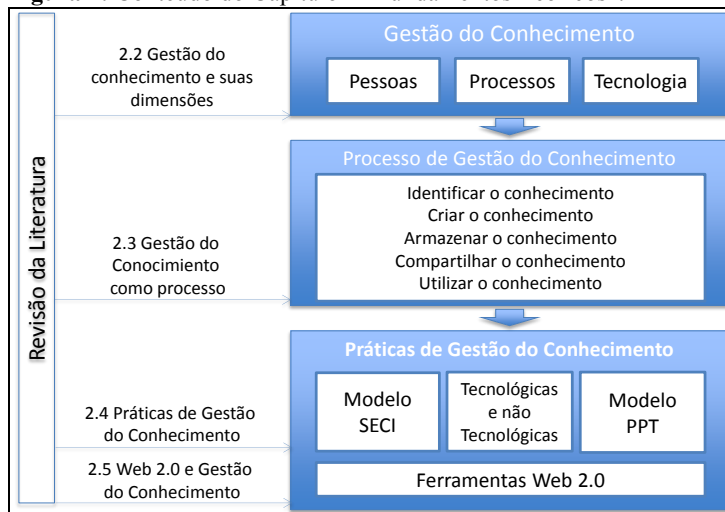 Conteúdo do Capítulo
2.2 Gestão do
conhecimento e suas
dimensões
Gestão do Conhecimento
Pessoas
Processos
Tecnologia
Revisão da Literatura
2.3 Gestão do
Conocimiento
como processo
Processo de Gestão do Conhecimento
Identificar o conhecimento
Criar o conhecimento
Armazenar o conhecimento
Compartilhar o conhecimento
Utilizar o conhecimento
2.4 Práticas de Gestão
do Conhecimento
Práticas de Gestão do Conhecimento
Modelo
SECI
Tecnológicas
e não
Tecnológicas
Modelo
PPT
2.5 Web 2.0 e Gestão
do Conhecimento
Ferramentas Web 2.0